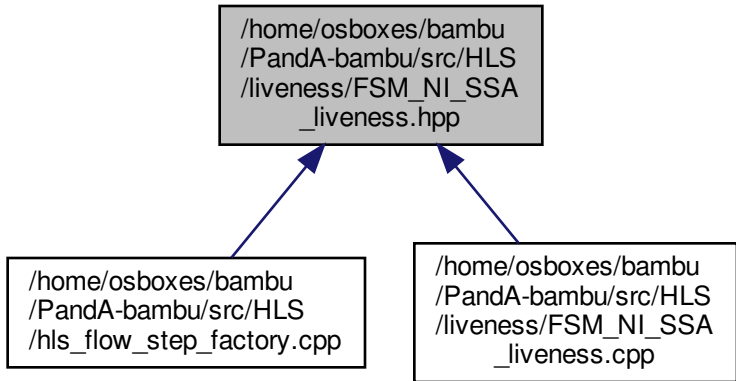 /home/osboxes/bambu
/PandA-bambu/src/HLS
/liveness/FSM_NI_SSA
_liveness.hpp
/home/osboxes/bambu
/PandA-bambu/src/HLS
/hls_flow_step_factory.cpp
/home/osboxes/bambu
/PandA-bambu/src/HLS
/liveness/FSM_NI_SSA
_liveness.cpp